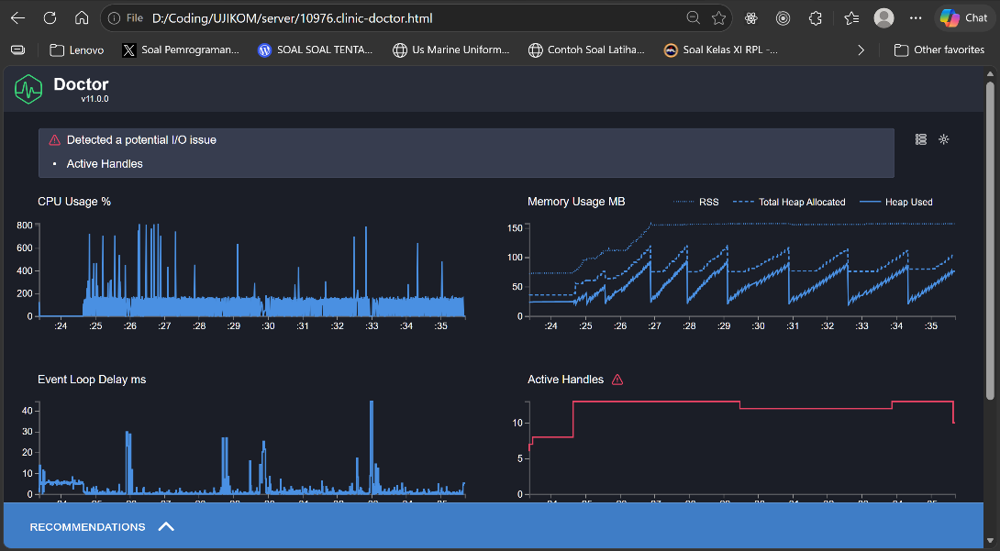 File D:/Coding/UJIKOM/server/10976.clinic-doctor.html
Chat
Lenovo
Soal Pemrograman...
SOAL SOAL TENTA...
Us Marine Uniform...
Contoh Soal Latiha...
Soal Kelas XI RPL -...
Other favorites
Doctor
v11.0.0
Detected a potential I/O issue
• Active Handles
CPU Usage %
800
600
400
200
0
:24 :25 :26 :27 :28 :29 :30 :31 :32 :33 :34 :35
Memory Usage MB
RSS Total Heap Allocated Heap Used
150
100
50
0
:24 :25 :26 :27 :28 :29 :30 :31 :32 :33 :34 :35
Event Loop Delay ms
40
30
20
10
0
Active Handles
10
5
0
RECOMMENDATIONS